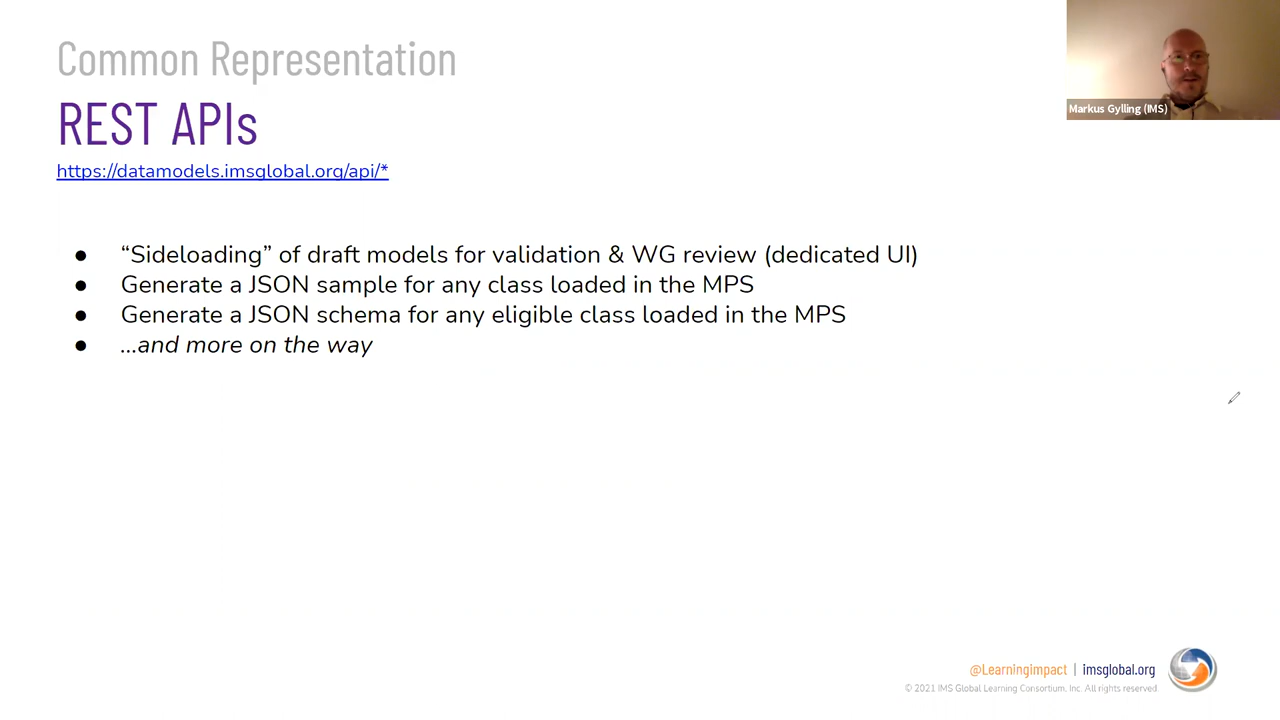 Common Representation
REST APIs
https://datamodels.imsglobal.org/api/*
● “Sideloading” of draft models for validation & WG review (dedicated UI)
● Generate a JSON sample for any class loaded in the MPS
● Generate a JSON schema for any eligible class loaded in the MPS
● ...and more on the way
Markus Gylling (IMS)
@Learningimpact | imsglobal.org
© 2021 IMS Global Learning Consortium, Inc. All rights reserved.